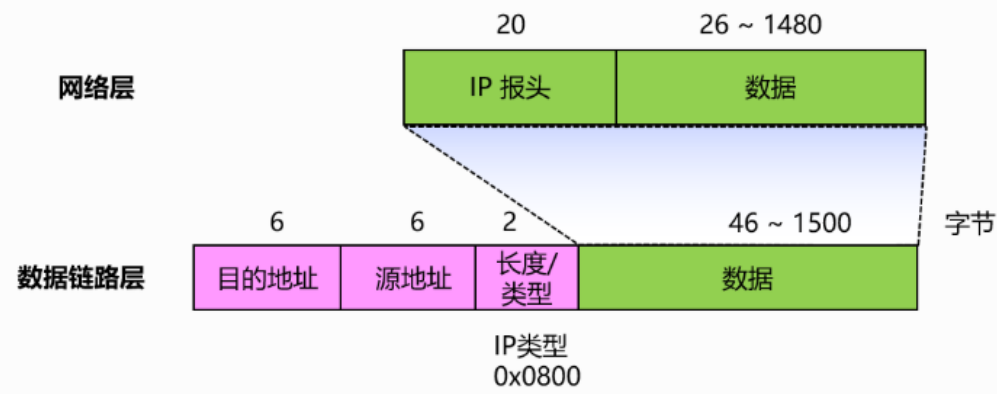 20 26 ~ 1480
网络层 IP 报头 数据
6 6 2 46 ~ 1500 字节
数据链路层 目的地址 源地址 长度/
类型 数据
IP类型
0x0800